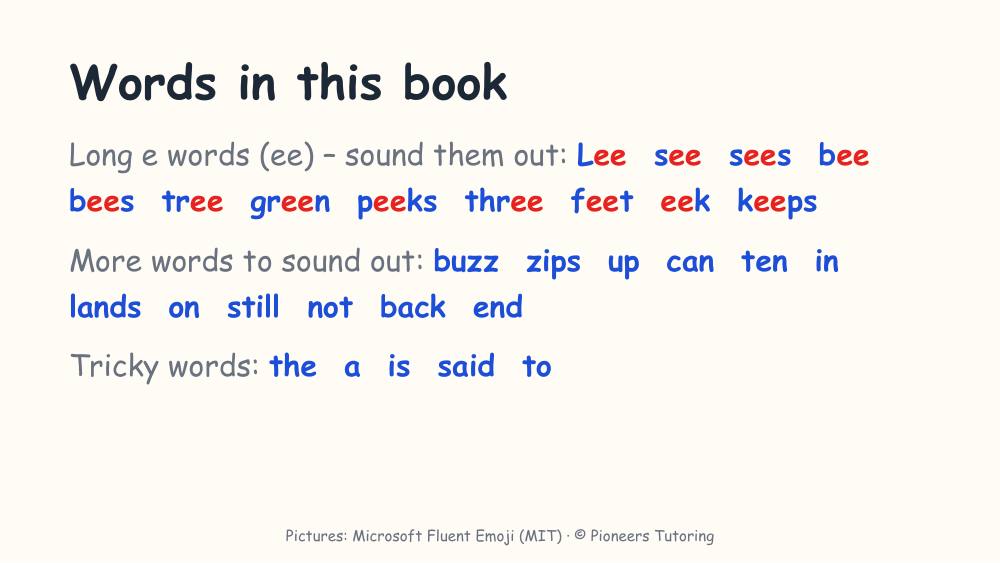 Words in this book
Long e words (ee) – sound them out: Lee see sees bee
bees tree green peeks three feet eek keeps
More words to sound out: buzz zips up can ten in
lands on still not back end
Tricky words: the a is said to
Pictures: Microsoft Fluent Emoji (MIT) · © Pioneers Tutoring